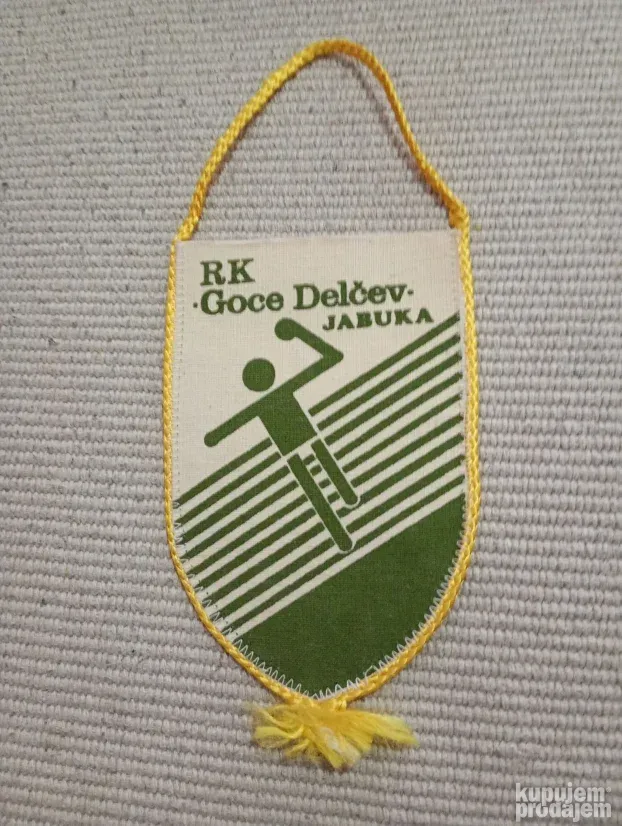 RK
·Goce Delčev·
JABUKA
kupujem
prodajem